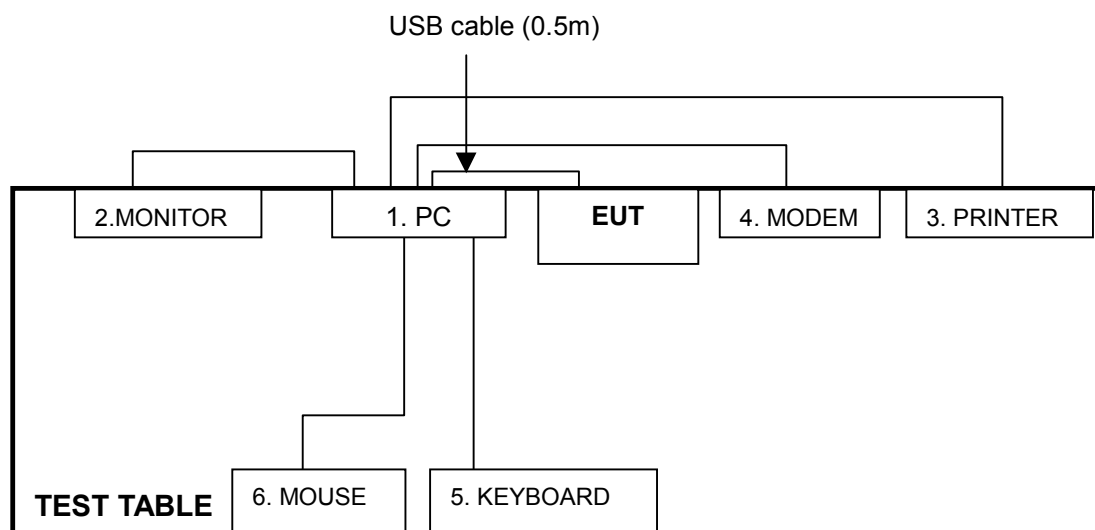 USB cable (0.5m)
2.MONITOR
1. PC
EUT
4. MODEM
3. PRINTER
TEST TABLE
6. MOUSE
5. KEYBOARD